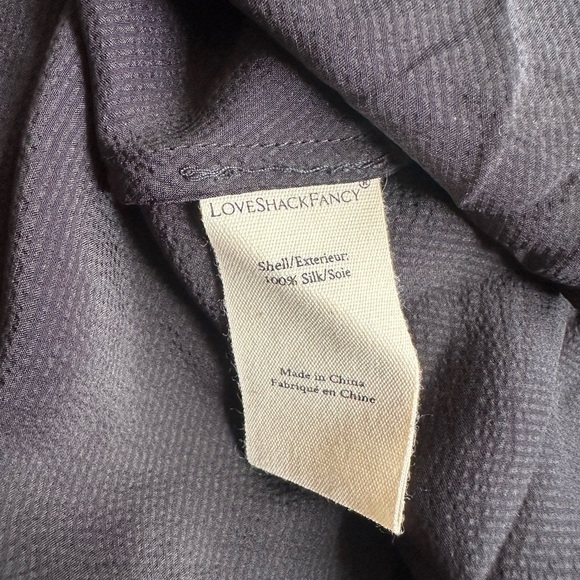 LoveShackFancy®
Shell/Exterieur:
100% Silk/Soie
Made in China
Fabriqué en Chine